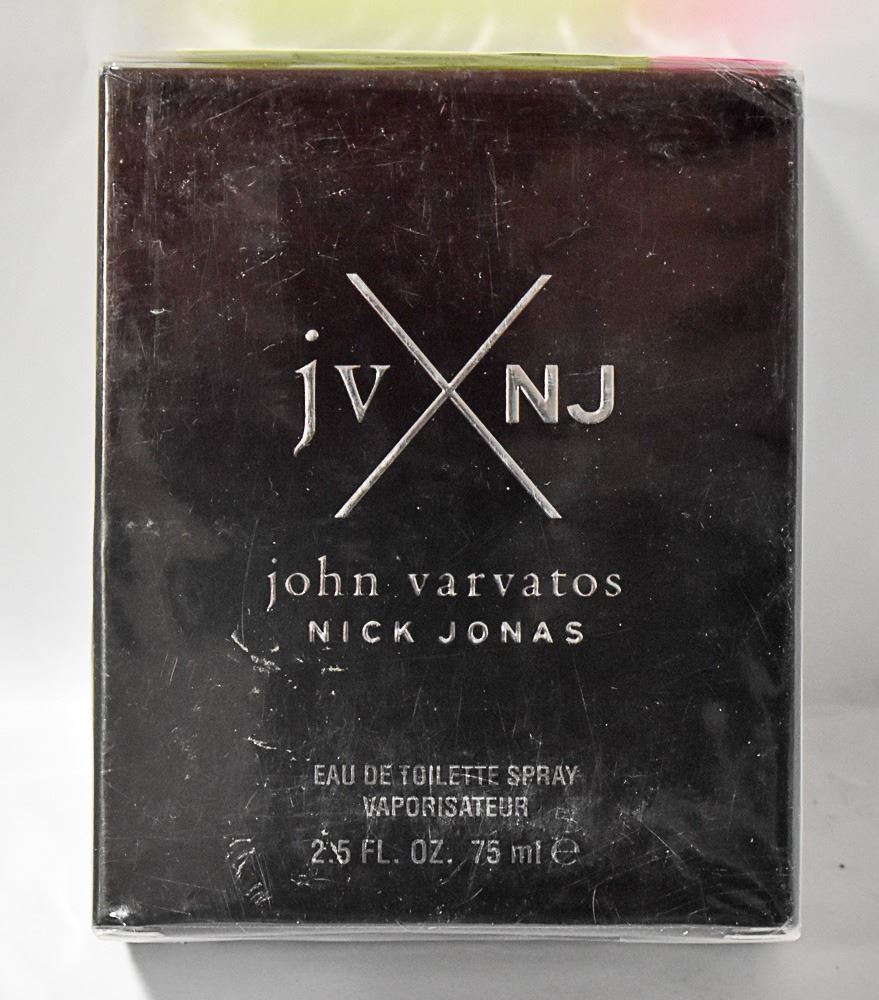 jv X NJ
john varvatos
NICK JONAS
EAU DE TOILETTE SPRAY
VAPORISATEUR
2.5 FL. OZ. 75 ml ℮